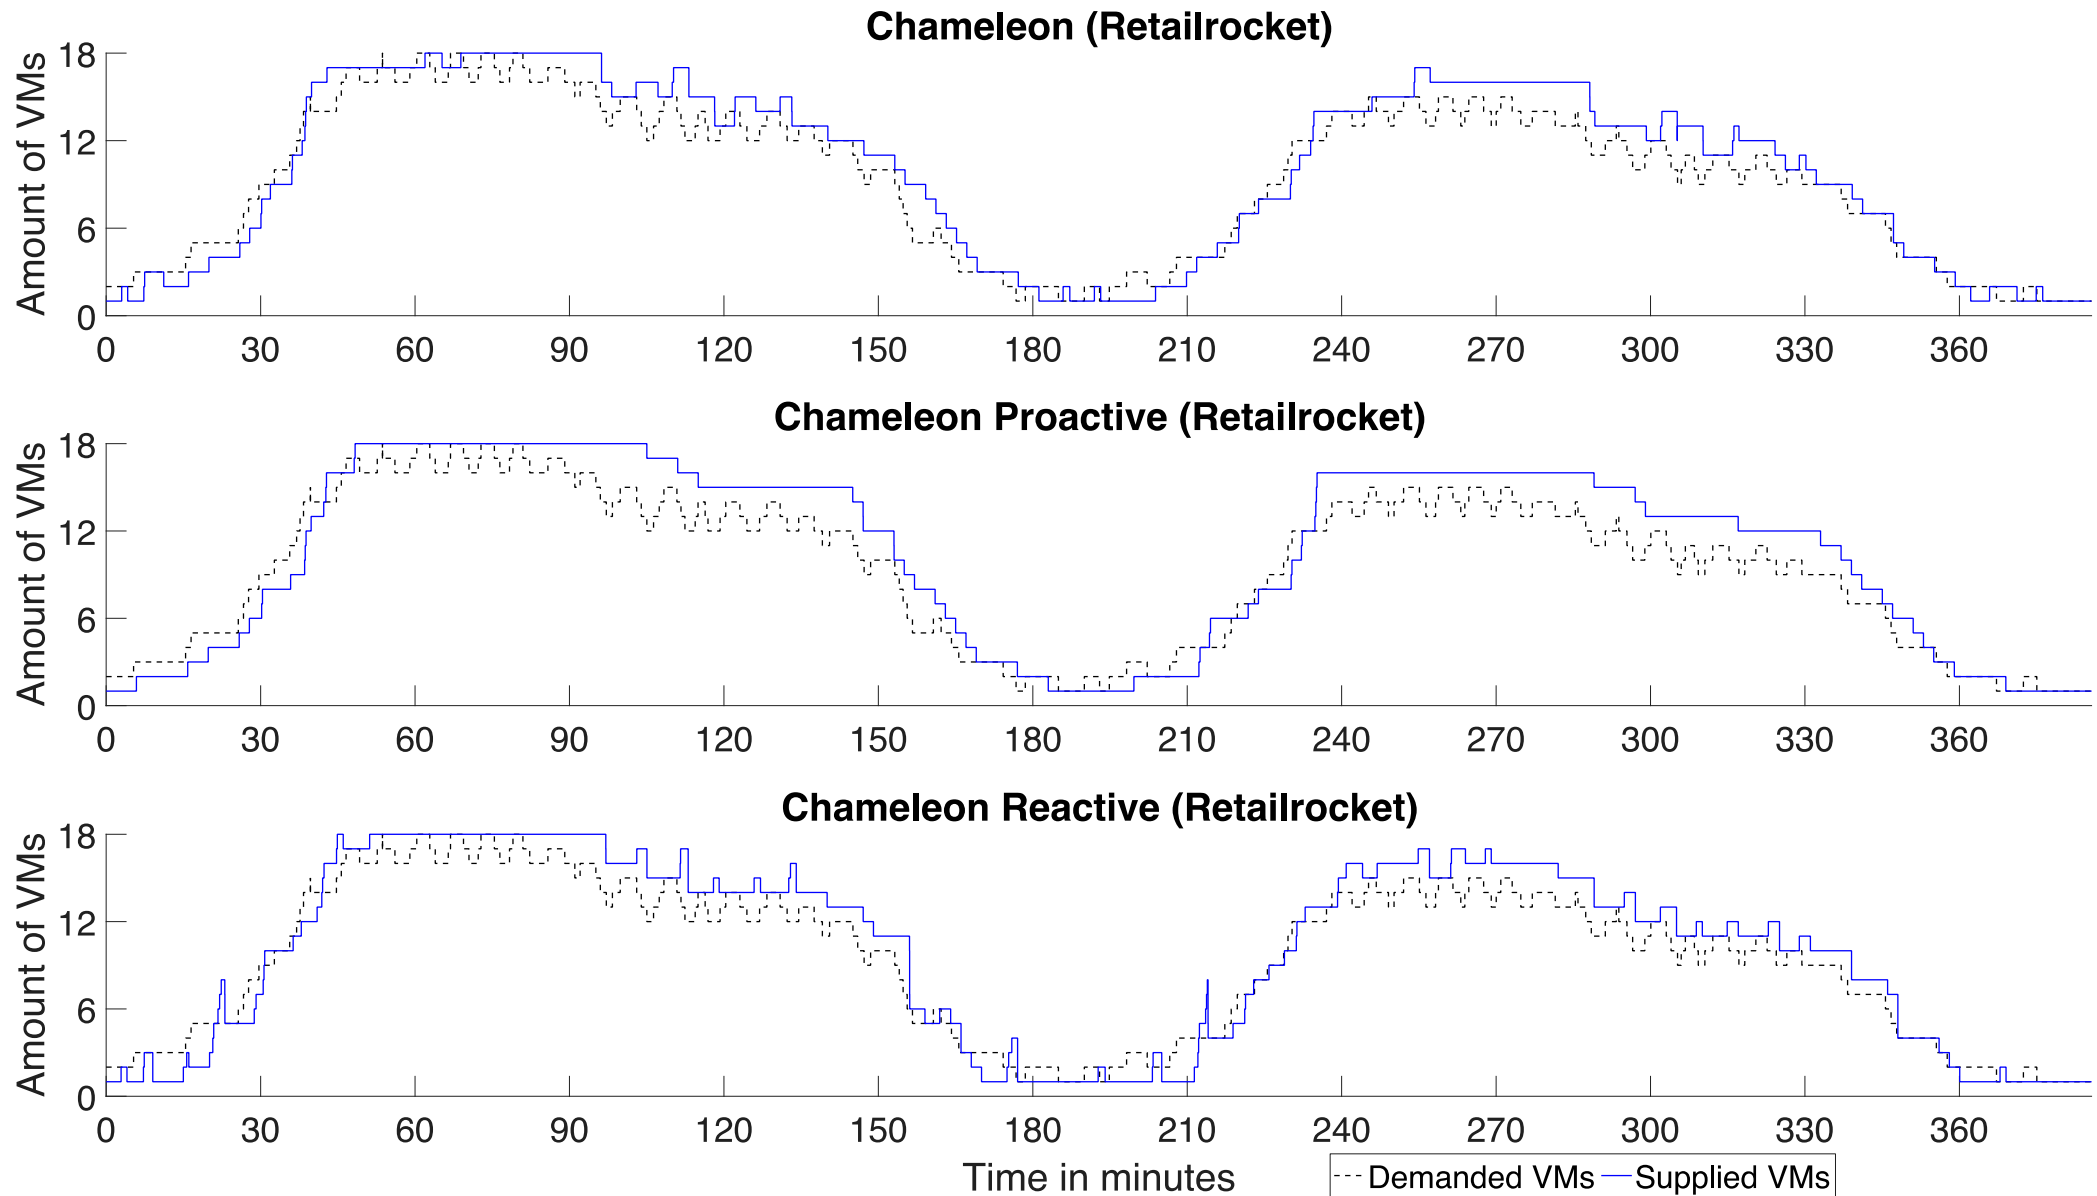 Chameleon (Retailrocket)
Amount of VMs
18
12
6
0
0 30 60 90 120 150 180 210 240 270 300 330 360
Chameleon Proactive (Retailrocket)
Amount of VMs
18
12
6
0
0 30 60 90 120 150 180 210 240 270 300 330 360
Chameleon Reactive (Retailrocket)
Amount of VMs
18
12
6
0
0 30 60 90 120 150 180 210 240 270 300 330 360
Time in minutes
Demanded VMs Supplied VMs